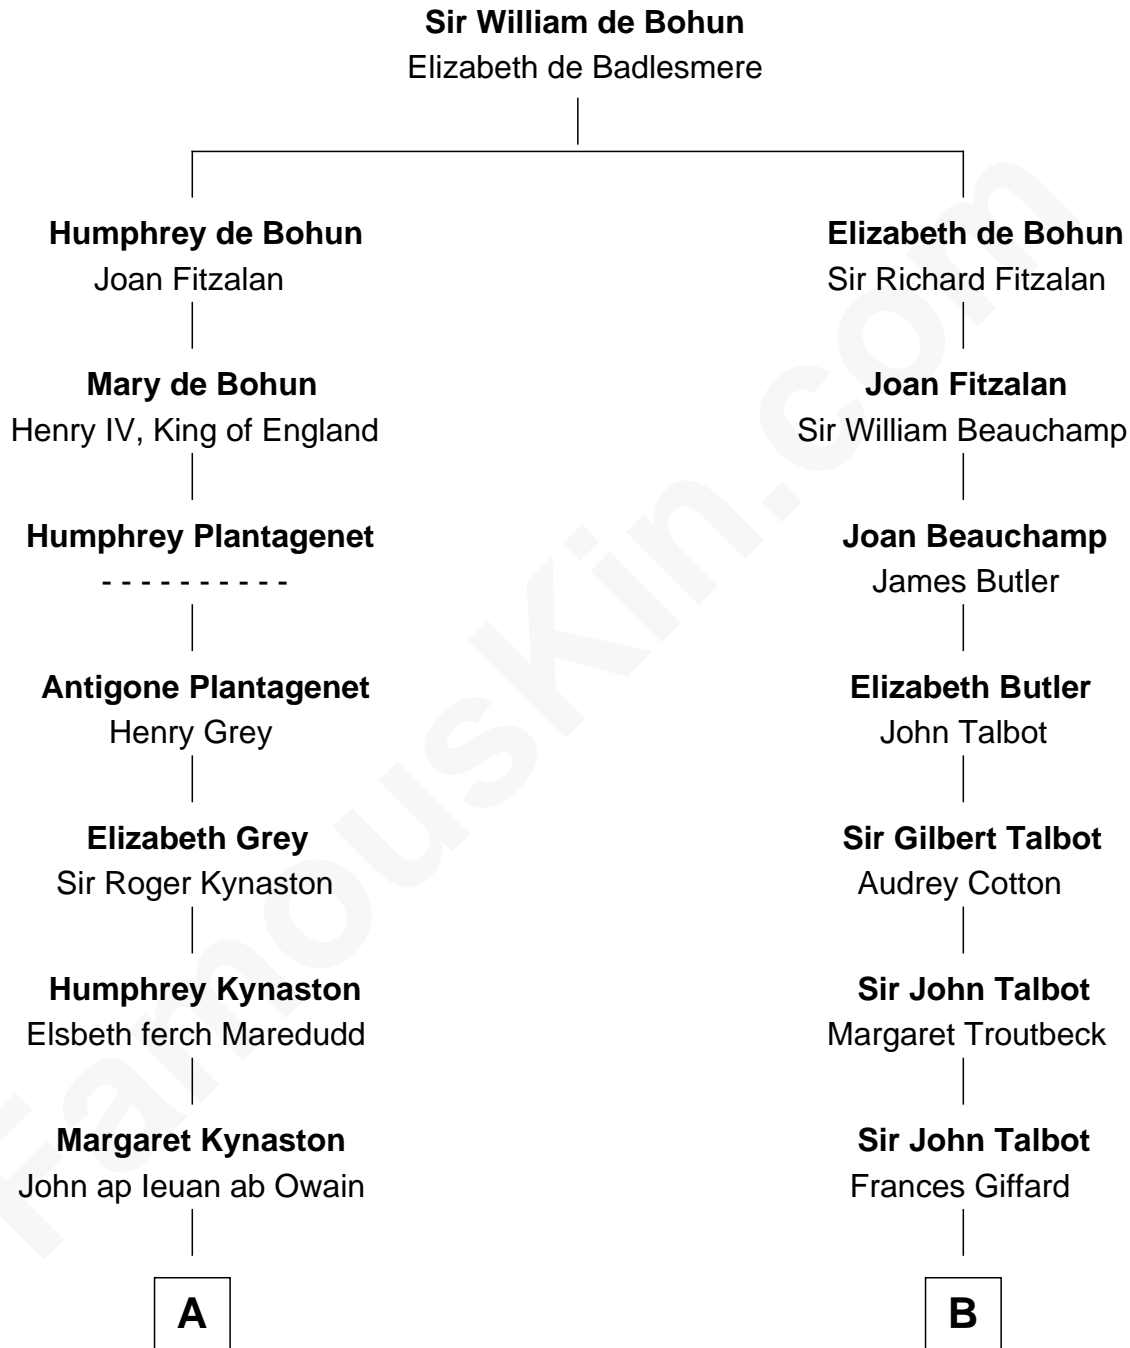 Sir William de Bohun
Elizabeth de Badlesmere
Humphrey de Bohun
Joan Fitzalan
Elizabeth de Bohun
Sir Richard Fitzalan
Mary de Bohun
Henry IV, King of England
Joan Fitzalan
Sir William Beauchamp
Humphrey Plantagenet
- - - - - - - - - -
Joan Beauchamp
James Butler
Antigone Plantagenet
Henry Grey
Elizabeth Butler
John Talbot
Elizabeth Grey
Sir Roger Kynaston
Sir Gilbert Talbot
Audrey Cotton
Humphrey Kynaston
Elsbeth ferch Maredudd
Sir John Talbot
Margaret Troutbeck
Margaret Kynaston
John ap Ieuan ab Owain
Sir John Talbot
Frances Giffard
A
B
FamousKin.com